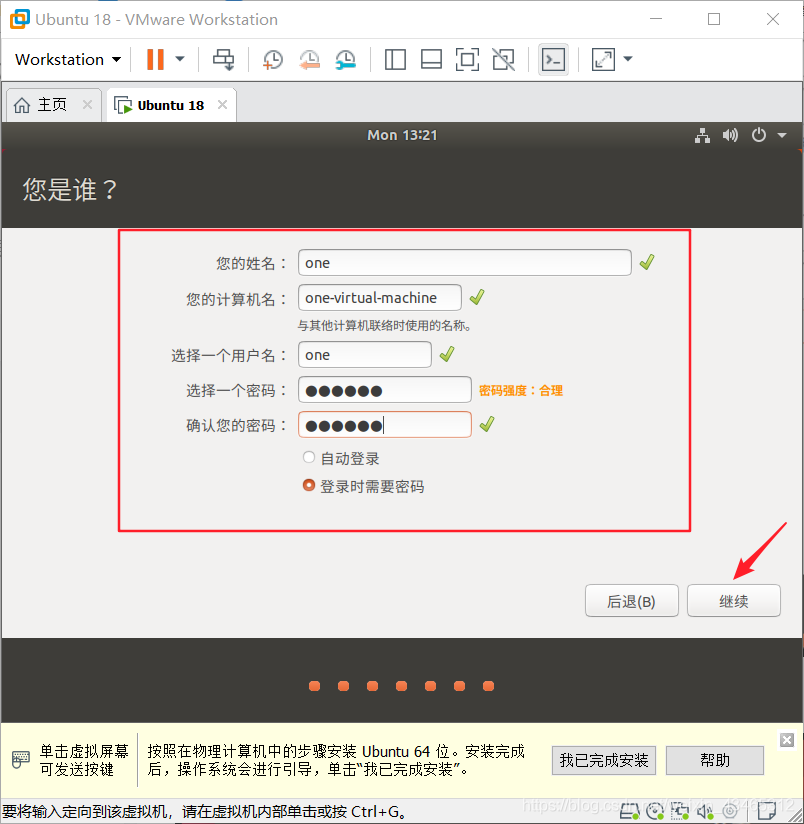 Ubuntu 18 - VMware Workstation
Workstation
主页
Ubuntu 18
Mon 13:21
您是谁？
您的姓名： one
您的计算机名： one-virtual-machine
与其他计算机联络时使用的名称。
选择一个用户名： one
选择一个密码： ●●●●●● 密码强度：合理
确认您的密码： ●●●●●●
自动登录
登录时需要密码
后退(B) 继续
单击虚拟屏幕
可发送按键
按照在物理计算机中的步骤安装 Ubuntu 64 位。安装完成
后，操作系统会进行引导，单击“我已完成安装”。
我已完成安装 帮助
要将输入定向到该虚拟机，请在虚拟机内部单击或按 Ctrl+G。